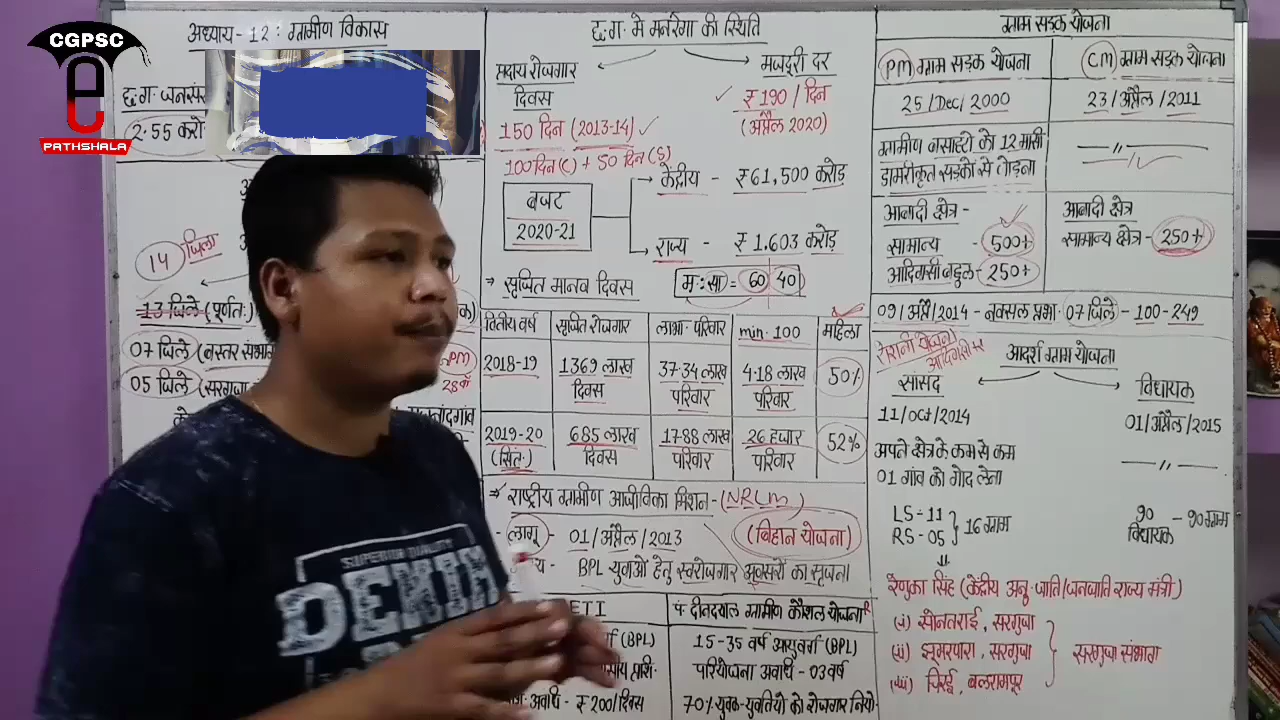 CGPSC
PATHSHALA
अध्याय - 12 : ग्रामीण विकास
छ.ग. जनसं
2.55 करो
14 जिला
13 जिले (पूर्णतः)
07 जिले (बस्तर संभाग
05 जिले (सरगुजा
PM
छ.ग. में मनरेगा की स्थिति
प्रदाय रोजगार
दिवस
150 दिन (2013-14)
100 दिन (C) + 50 दिन (S)
मजदूरी दर
₹190 / दिन
(अप्रैल 2020)
बजट
2020-21
केंद्रीय - ₹61,500 करोड़
राज्य - ₹1.603 करोड़
→ सृजित मानव दिवस
म : सा = 60 40
वित्तीय वर्ष सृजित रोजगार लाभा. परिवार min. 100 महिला
2018-19 1369 लाख दिवस 37.34 लाख परिवार 4.18 लाख परिवार 50%
2019-20 (सितं.) 685 लाख दिवस 17.88 लाख परिवार 26 हजार परिवार 52%
→ राष्ट्रीय ग्रामीण आजीविका मिशन - (NRLM)
- लागू - 01/अप्रैल/2013 (बिहान योजना)
BPL युवाओं हेतु स्वरोजगार अवसरों का सृजन
ETI
(BPL)
अवधि - ₹200/दिवस
पं. दीनदयाल ग्रामीण कौशल योजना
15-35 वर्ष आयुवर्ग (BPL)
परियोजना अवधि - 03 वर्ष
70% युवक-युवतियों को रोजगार नियो.
ग्राम सड़क योजना
PM ग्राम सड़क योजना
CM ग्राम सड़क योजना
25/Dec/2000
23/अप्रैल/2011
ग्रामीण बसाहटों को 12 मासी
डामरीकृत सड़कों से जोड़ना
— 〃 —
आबादी क्षेत्र -
सामान्य - 500+
आदिवासी बहुल - 250+
आबादी क्षेत्र
सामान्य क्षेत्र - 250+
09/अप्रै/2014 - नक्सल प्रभा. 07 जिले - 100-249
आदर्श ग्राम योजना
सांसद
11/oct/2014
अपने क्षेत्र के कम से कम
01 गांव को गोद लेना
LS - 11
RS - 05
16 ग्राम
विधायक
01/अप्रैल/2015
— 〃 —
90 विधायक - 90 ग्राम
रेणुका सिंह (केंद्रीय अनु. जाति/जनजाति राज्य मंत्री)
(i) सोनतराई, सरगुजा
(ii) झूमरपारा, सरगुजा
(iii) चिरई, बलरामपुर
सरगुजा संभाग